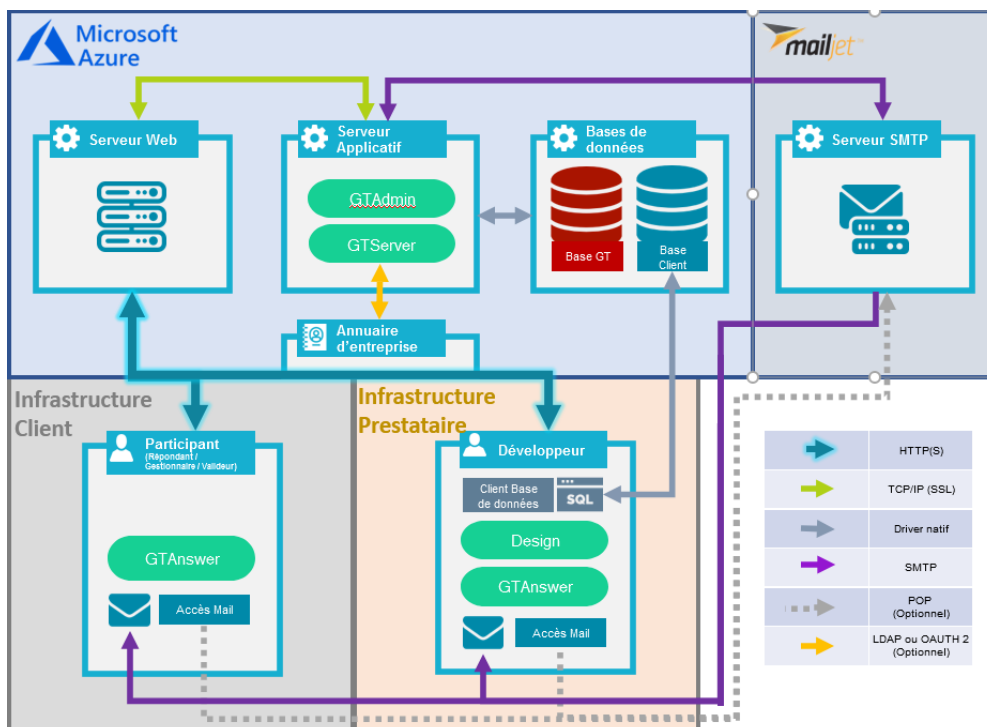 Microsoft
Azure
mailjet
Serveur Web
Serveur
Applicatif
Bases de
données
Serveur SMTP
GTAdmin
GTServer
Base GT
Base
Client
Annuaire
d'entreprise
Infrastructure
Client
Infrastructure
Prestataire
Participant
(Répondant /
Gestionnaire / Valideur)
Développeur
Client Base
de données
SQL
GTAnswer
Design
GTAnswer
Accès Mail
Accès Mail
HTTP(S)
TCP/IP (SSL)
Driver natif
SMTP
POP
(Optionnel)
LDAP ou OAUTH 2
(Optionnel)